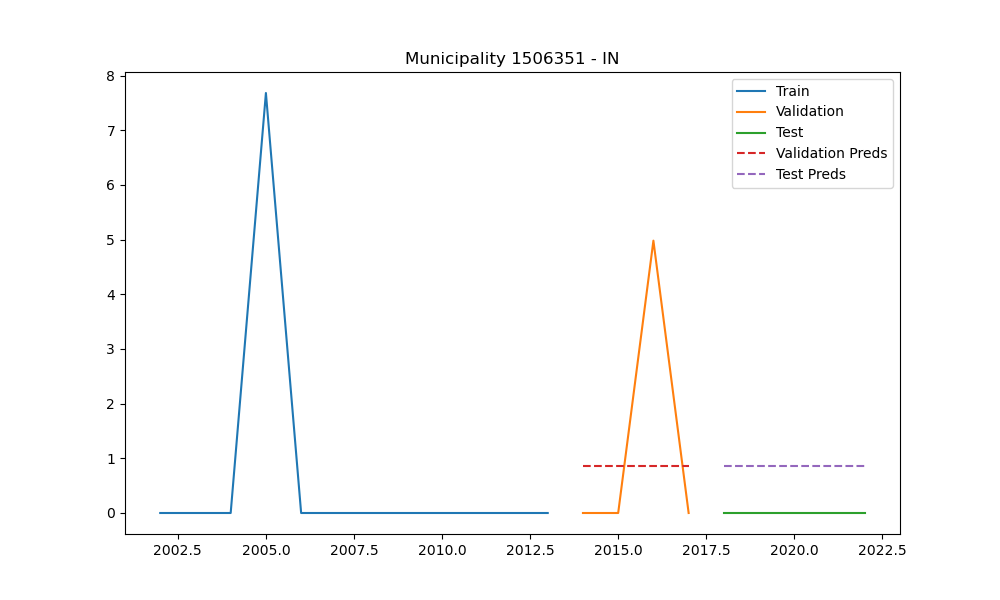 Municipality 1506351 - IN
8
7
6
5
4
3
2
1
0
Train
Validation
Test
Validation Preds
Test Preds
2002.5 2005.0 2007.5 2010.0 2012.5 2015.0 2017.5 2020.0 2022.5